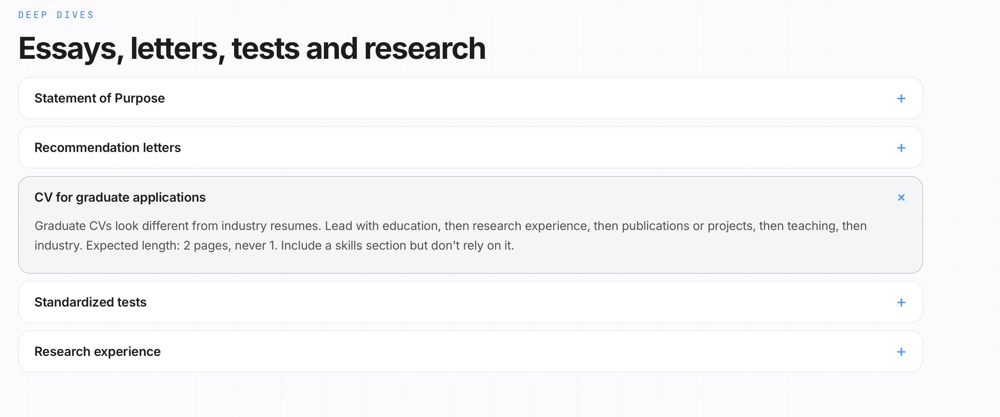 DEEP DIVES
Essays, letters, tests and research
Statement of Purpose
Recommendation letters
CV for graduate applications
Graduate CVs look different from industry resumes. Lead with education, then research experience, then publications or projects, then teaching, then
industry. Expected length: 2 pages, never 1. Include a skills section but don't rely on it.
Standardized tests
Research experience